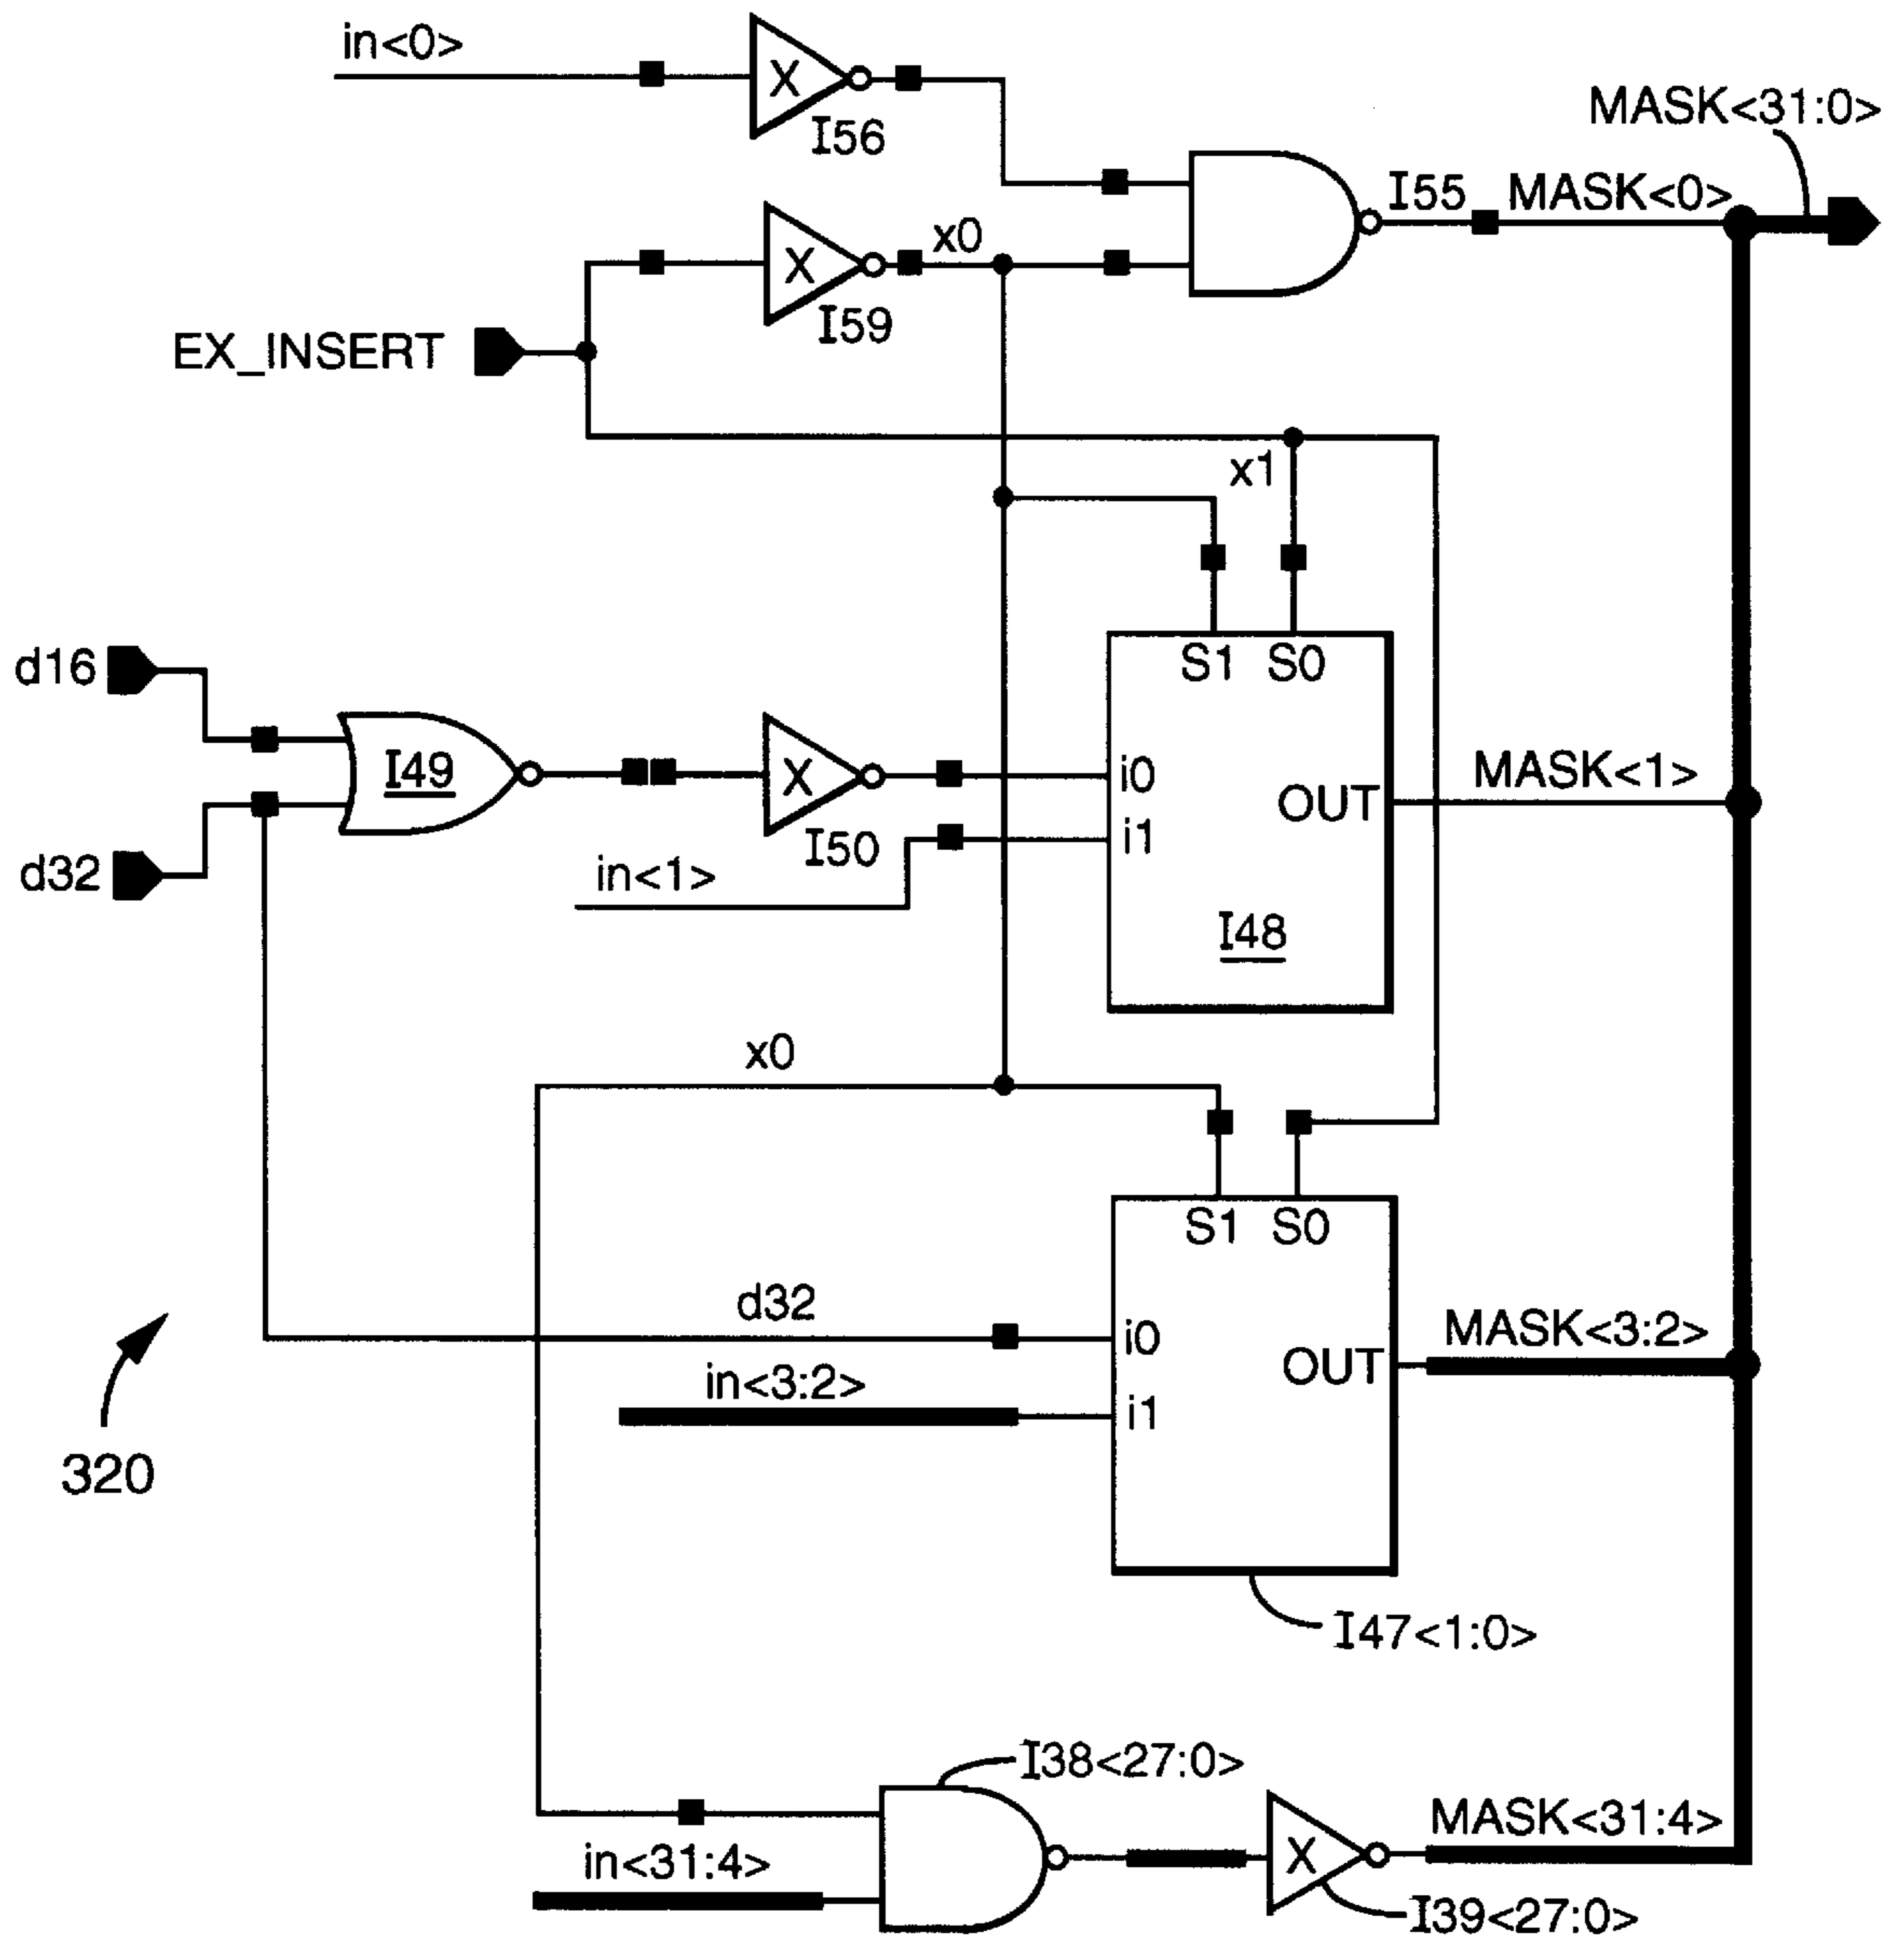 in<0>
X
I56
MASK<31:0>
I55
MASK<0>
x0
X
I59
EX_INSERT
x1
d16
S1 S0
I49
X
I50
i0
MASK<1>
OUT
i1
d32
in<1>
I48
x0
S1 S0
d32
i0
MASK<3:2>
OUT
in<3:2>
i1
320
I47<1:0>
I38<27:0>
MASK<31:4>
in<31:4>
X
I39<27:0>